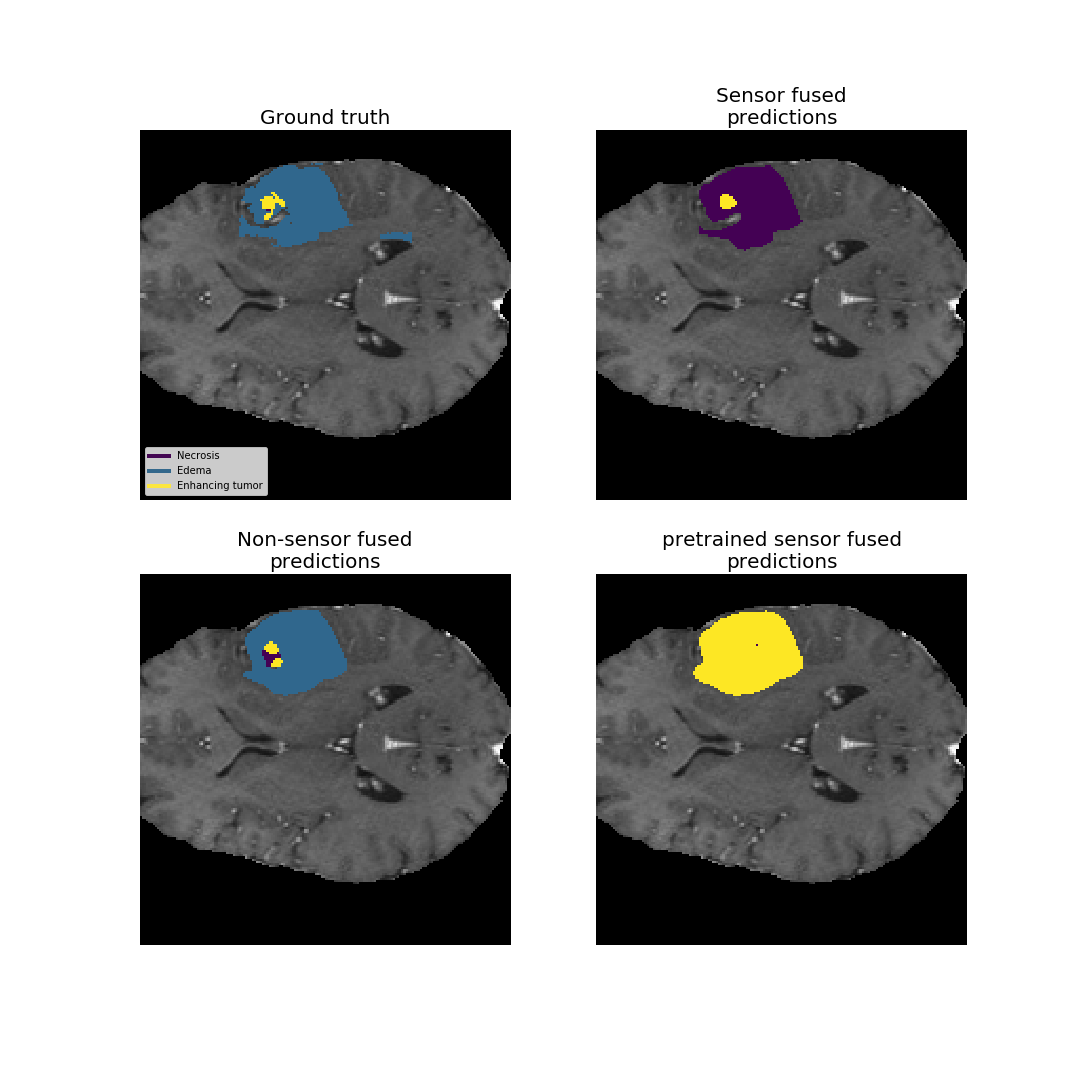 Ground truth
Sensor fused
predictions
Necrosis
Edema
Enhancing tumor
Non-sensor fused
predictions
pretrained sensor fused
predictions